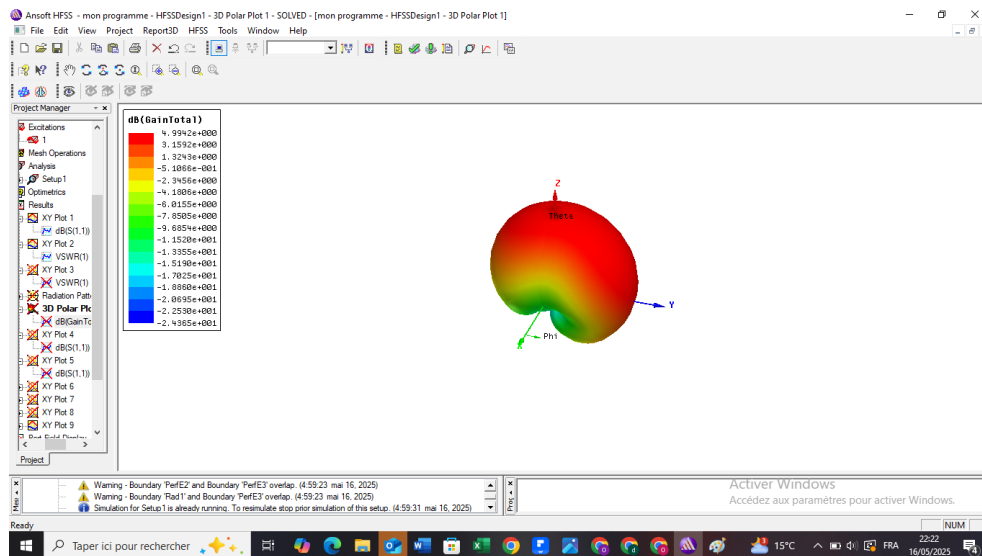 Ansoft HFSS - mon programme - HFSSDesign1 - 3D Polar Plot 1 - SOLVED - [mon programme - HFSSDesign1 - 3D Polar Plot 1]
File Edit View Project Report3D HFSS Tools Window Help
Project Manager
Excitations
1
Mesh Operations
Analysis
Setup1
Optimetrics
Results
XY Plot 1
dB(S(1,1))
XY Plot 2
VSWR(1)
XY Plot 3
VSWR(1)
Radiation Patte
3D Polar Plo
dB(GainTo
XY Plot 4
dB(S(1,1))
XY Plot 5
dB(S(1,1))
XY Plot 6
XY Plot 7
XY Plot 8
XY Plot 9
Port Field Display
Project
dB(GainTotal)
4.9942e+000
3.1592e+000
1.3243e+000
-5.1066e-001
-2.3456e+000
-4.1806e+000
-6.0155e+000
-7.8505e+000
-9.6854e+000
-1.1520e+001
-1.3355e+001
-1.5190e+001
-1.7025e+001
-1.8860e+001
-2.0695e+001
-2.2530e+001
-2.4365e+001
Z
Theta
Y
Phi
Warning - Boundary 'PerfE2' and Boundary 'PerfE3' overlap. (4:59:23 mai 16, 2025)
Warning - Boundary 'Rad1' and Boundary 'PerfE3' overlap. (4:59:23 mai 16, 2025)
Simulation for Setup1 is already running. To resimulate stop prior simulation of this setup. (4:59:31 mai 16, 2025)
Activer Windows
Accédez aux paramètres pour activer Windows.
Ready
NUM
Taper ici pour rechercher
15°C
FRA
22:22
16/05/2025